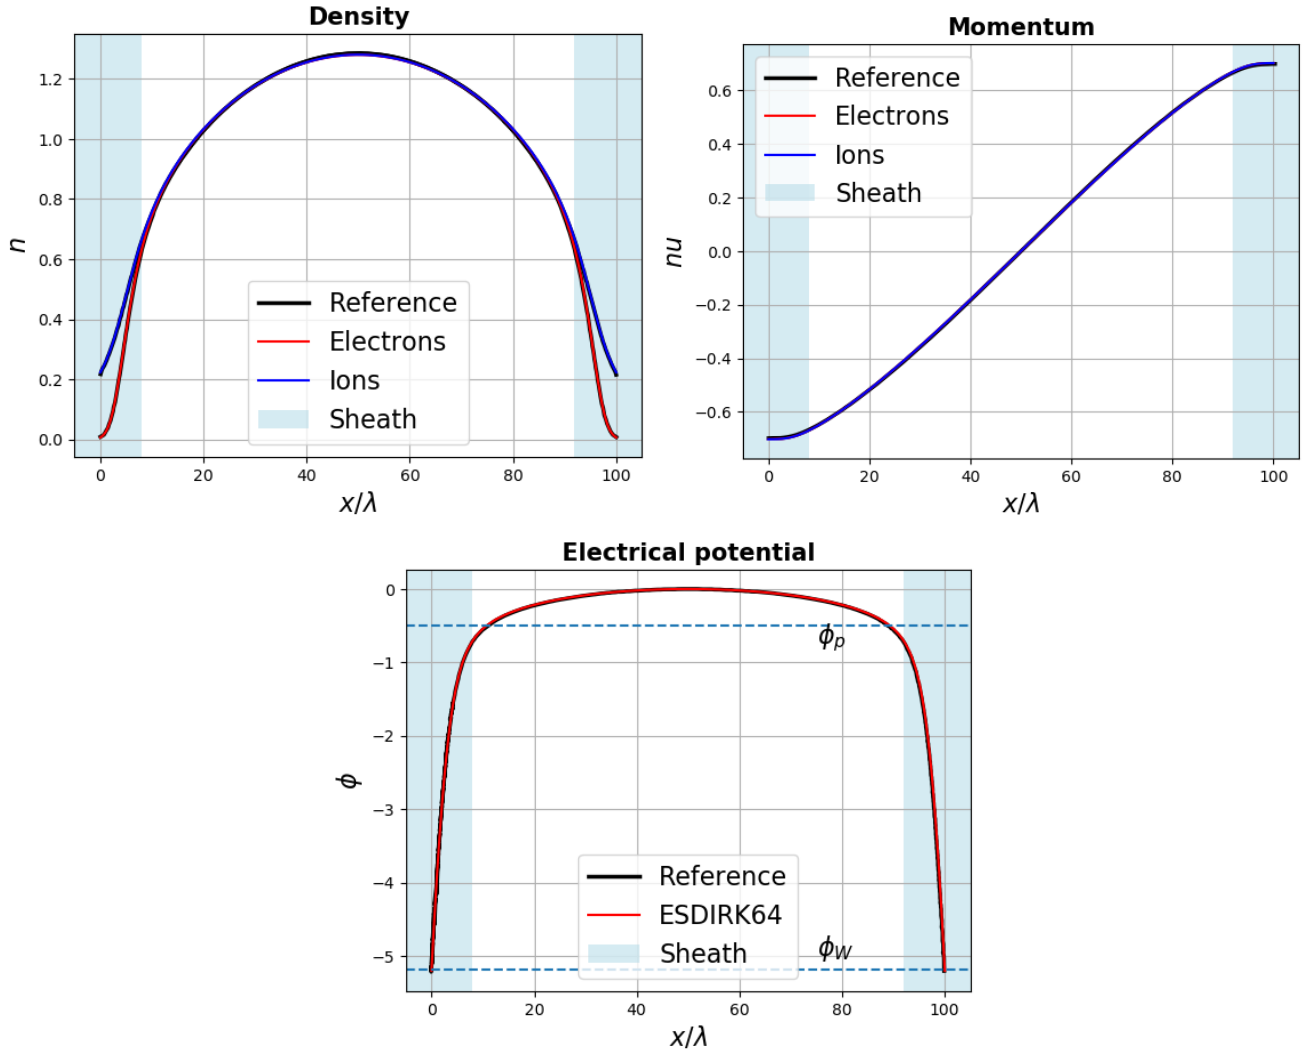 Density
n
1.2
1.0
0.8
0.6
0.4
0.2
0.0
Reference
Electrons
Ions
Sheath
0 20 40 60 80 100
x/λ
Momentum
nu
0.6
0.4
0.2
0.0
−0.2
−0.4
−0.6
Reference
Electrons
Ions
Sheath
0 20 40 60 80 100
x/λ
Electrical potential
ϕ
0
−1
−2
−3
−4
−5
ϕp
Reference
ESDIRK64
Sheath
ϕW
0 20 40 60 80 100
x/λ